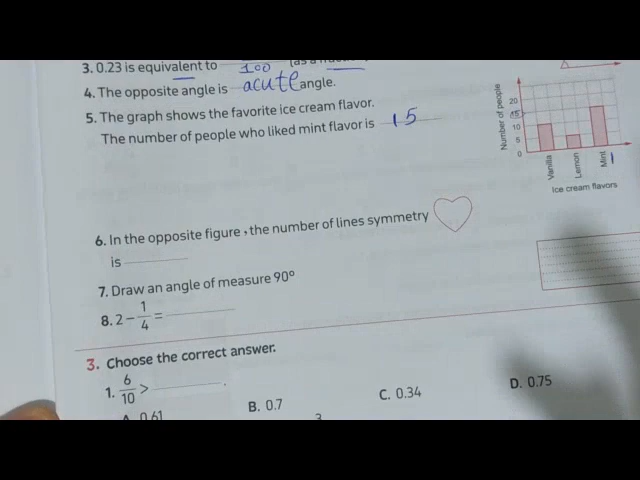 3. 0.23 is equivalent to 100 (as a
4. The opposite angle is acute angle.
5. The graph shows the favorite ice cream flavor.
The number of people who liked mint flavor is 15
Number of people
20
15
10
5
0
Vanilla
Lemon
Mint
Ice cream flavors
6. In the opposite figure, the number of lines symmetry
is
7. Draw an angle of measure 90°
8. 2 - 1/4 =
3. Choose the correct answer.
1. 6/10 > .
A. 0.61 B. 0.7 C. 0.34 D. 0.75
3